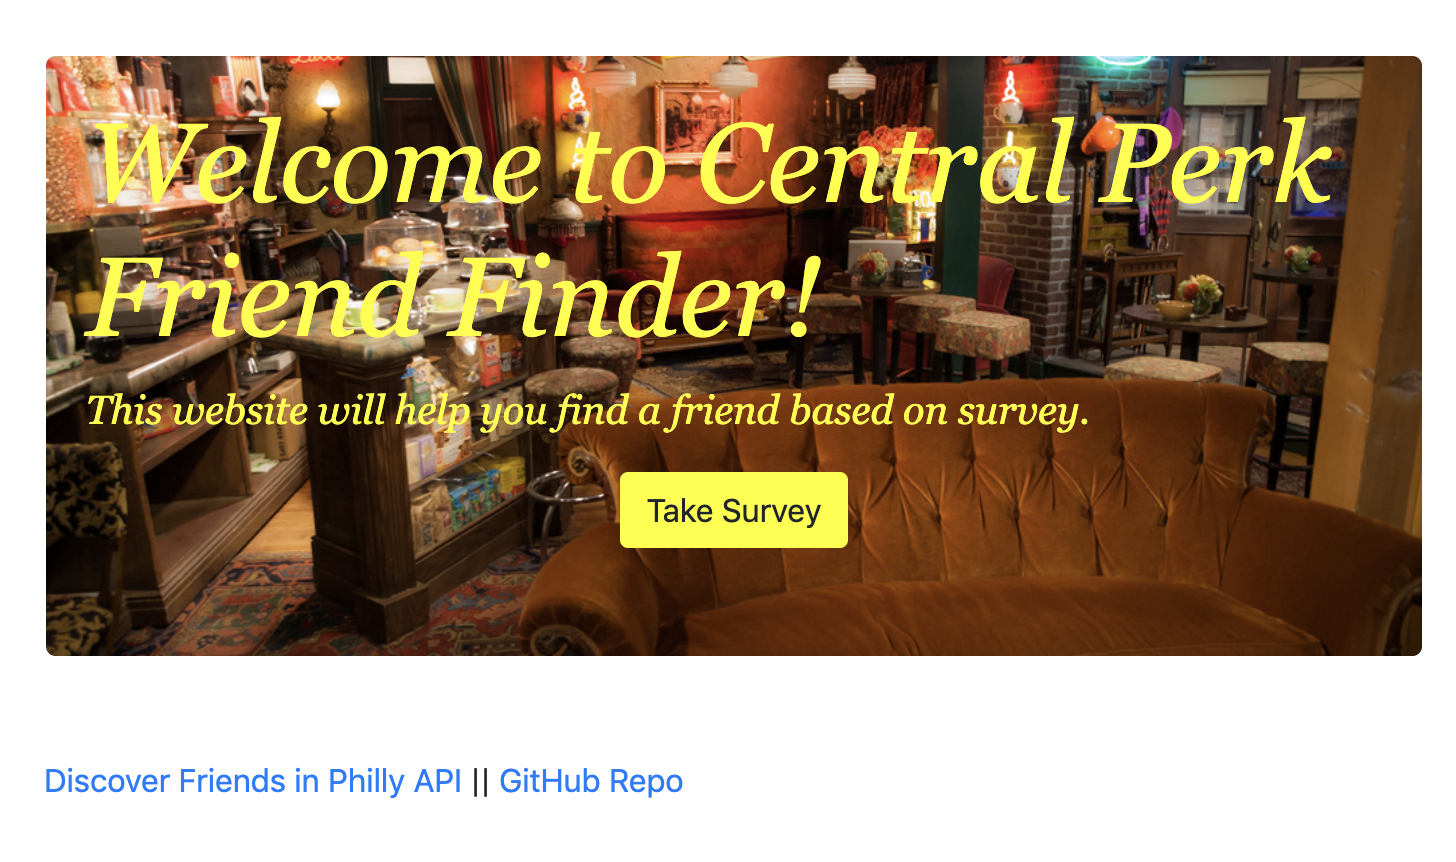 Welcome to Central Perk
Friend Finder!
This website will help you find a friend based on survey.
Take Survey
Discover Friends in Philly API || GitHub Repo